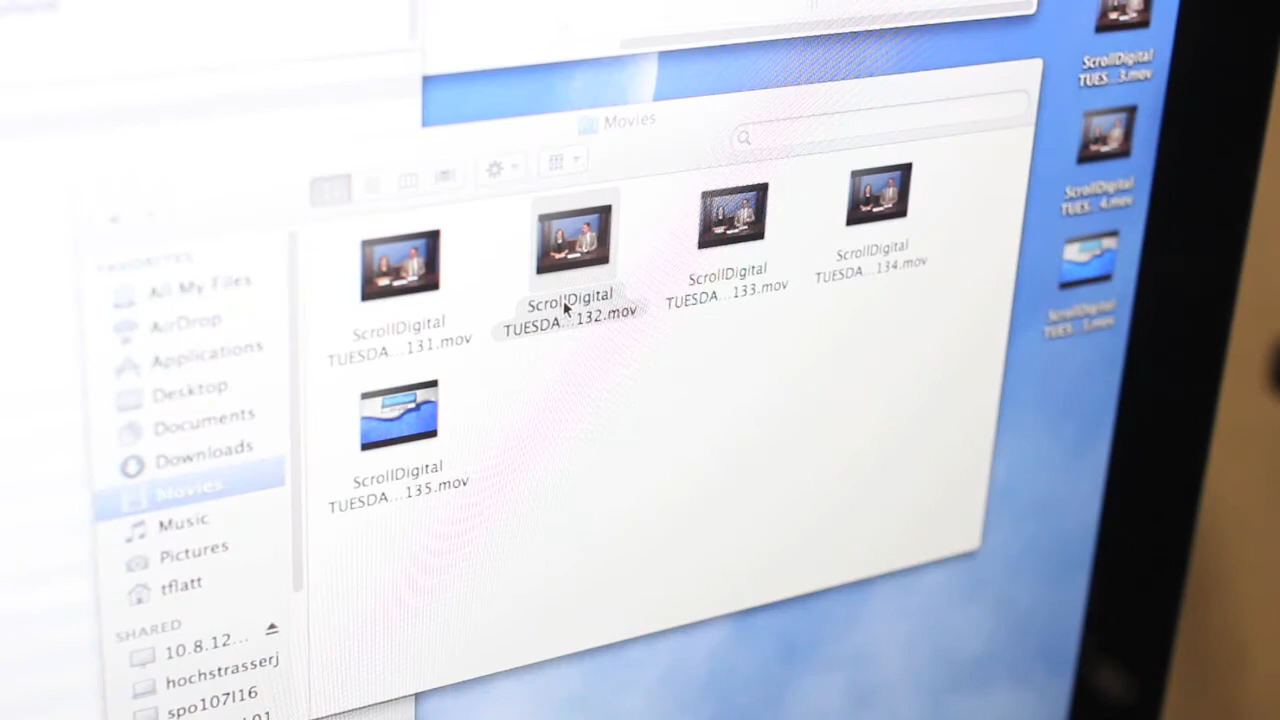 Movies
FAVORITES
All My Files
AirDrop
Applications
Desktop
Documents
Downloads
Movies
Music
Pictures
tflatt
SHARED
10.8.12...
hochstrasserj
spo107l16
ScrollDigital
TUESDA...131.mov
ScrollDigital
TUESDA...132.mov
ScrollDigital
TUESDA...133.mov
ScrollDigital
TUESDA...134.mov
ScrollDigital
TUESDA...135.mov
ScrollDigital
TUES...3.mov
ScrollDigital
TUES...4.mov
ScrollDigital
TUES...5.mov